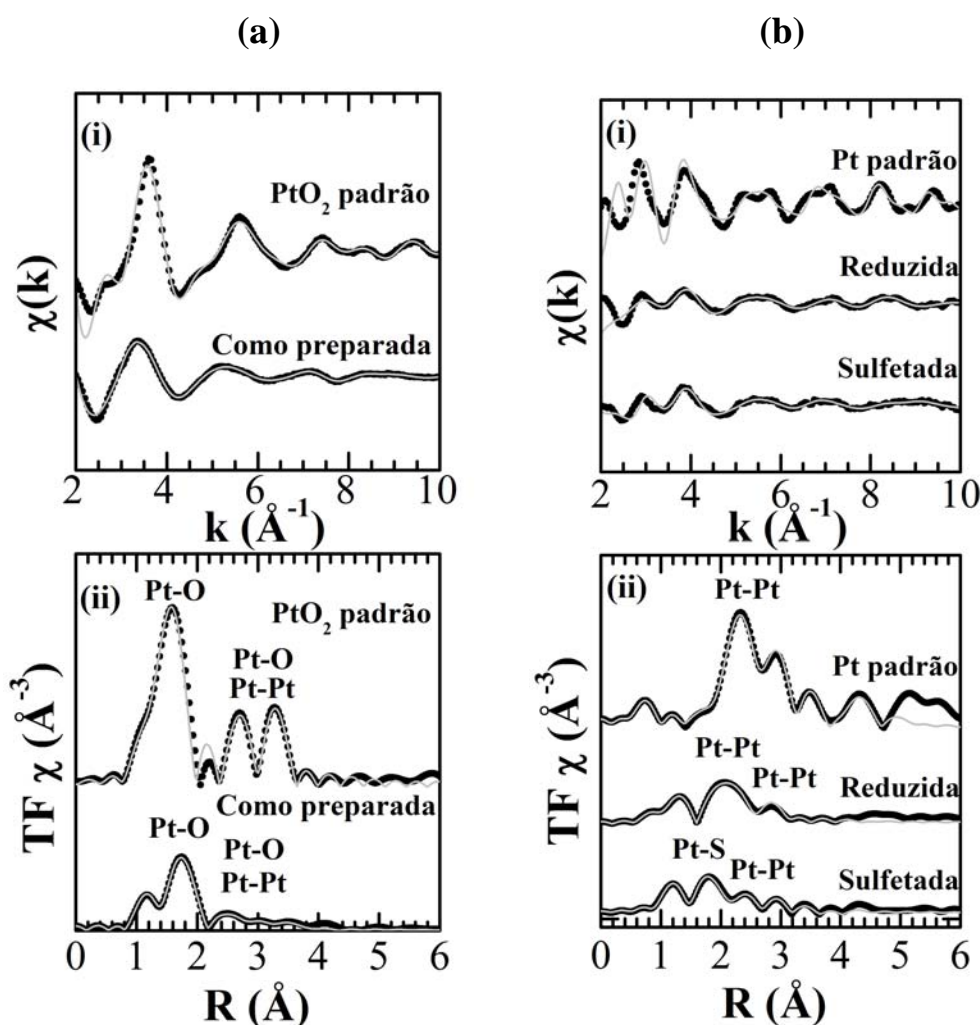 (a)
(i)
PtO₂ padrão
Como preparada
χ(k)
2 4 6 8 10
k (Å⁻¹)
(ii)
Pt-O
PtO₂ padrão
Pt-O
Pt-Pt
Como preparada
Pt-O
Pt-O
Pt-Pt
TF χ (Å⁻³)
0 1 2 3 4 5 6
R (Å)
(b)
(i)
Pt padrão
Reduzida
Sulfetada
χ(k)
2 4 6 8 10
k (Å⁻¹)
(ii)
Pt-Pt
Pt padrão
Pt-Pt
Pt-Pt
Reduzida
Pt-S
Pt-Pt
Sulfetada
TF χ (Å⁻³)
0 1 2 3 4 5 6
R (Å)